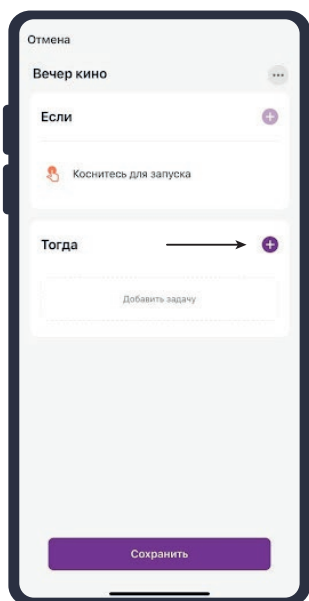 Отмена
Вечер кино
Если
Коснитесь для запуска
Тогда
Добавить задачу
Сохранить